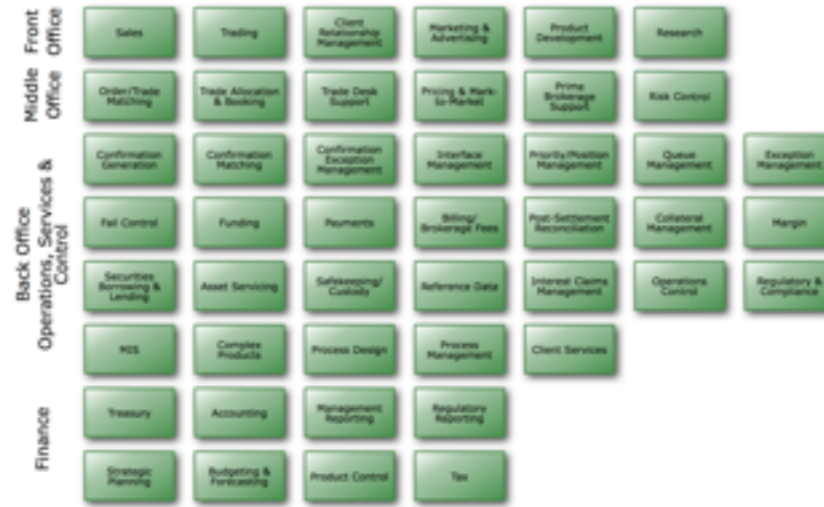 Front
Office
Sales
Trading
Client
Relationship
Management
Marketing &
Advertising
Product
Development
Research
Middle
Office
Order/Trade
Matching
Trade Allocation
& Booking
Trade Desk
Support
Pricing & Mark-
to-Market
Prime
Brokerage
Support
Risk Control
Back Office
Operations, Services &
Control
Confirmation
Generation
Confirmation
Matching
Confirmation
Exception
Management
Interface
Management
Priority/Position
Management
Queue
Management
Exception
Management
Fail Control
Funding
Payments
Billing/
Brokerage Fees
Post-Settlement
Reconciliation
Collateral
Management
Margin
Securities
Borrowing &
Lending
Asset Servicing
Safekeeping/
Custody
Reference Data
Interest Claims
Management
Operations
Control
Regulatory &
Compliance
MIS
Complex
Products
Process Design
Process
Management
Client Services
Finance
Treasury
Accounting
Management
Reporting
Regulatory
Reporting
Strategic
Planning
Budgeting &
Forecasting
Product Control
Tax